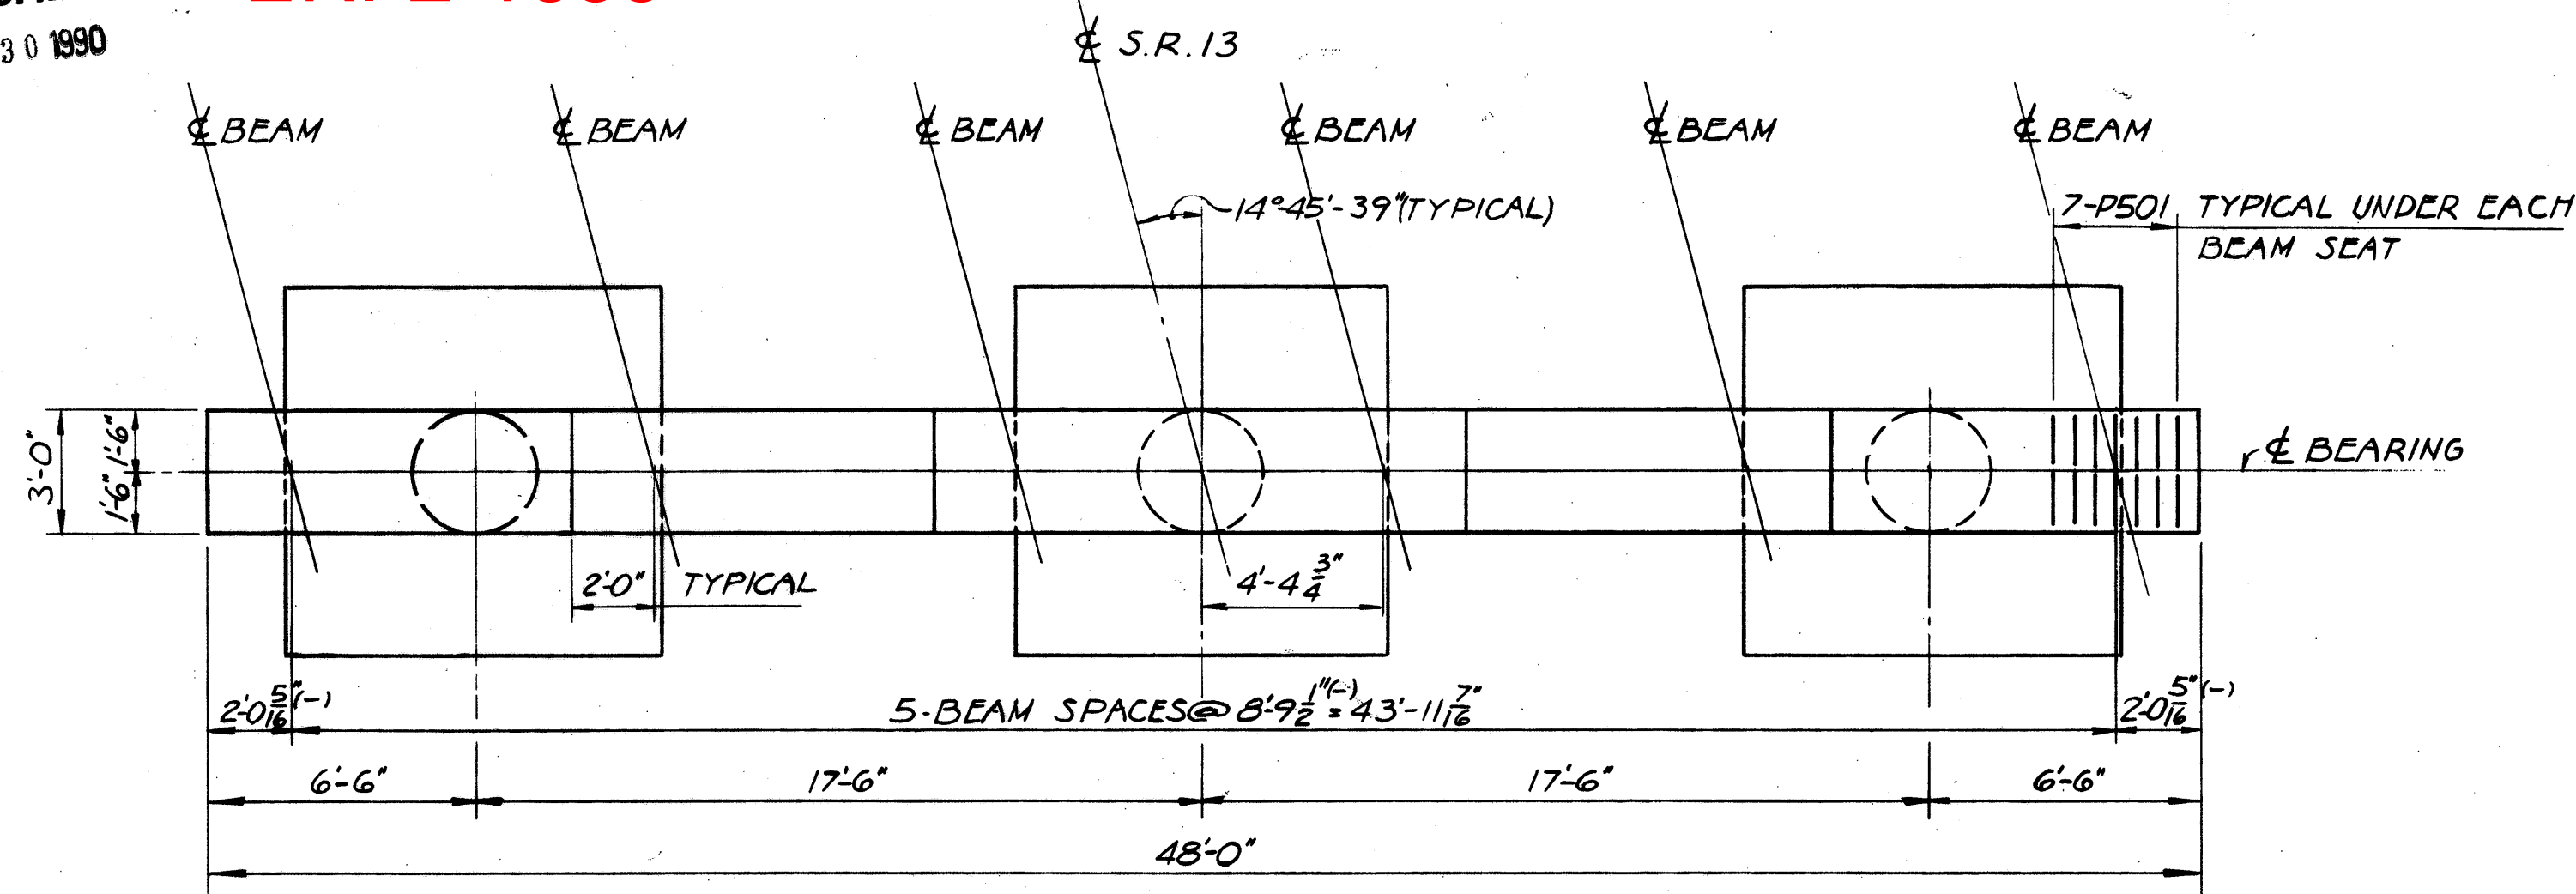 30 1990
℄ S.R. 13
℄ BEAM
℄ BEAM
℄ BEAM
℄ BEAM
℄ BEAM
℄ BEAM
14°-45'-39" (TYPICAL)
7-P501 TYPICAL UNDER EACH
BEAM SEAT
3'-0"
1'-6"
1'-6"
℄ BEARING
2'-0" TYPICAL
4'-4 3/4"
2'-0 5/16" (-)
5-BEAM SPACES @ 8'-9 1/2" (-) = 43'-11 7/16"
2'-0 5/16" (-)
6'-6"
17'-6"
17'-6"
6'-6"
48'-0"